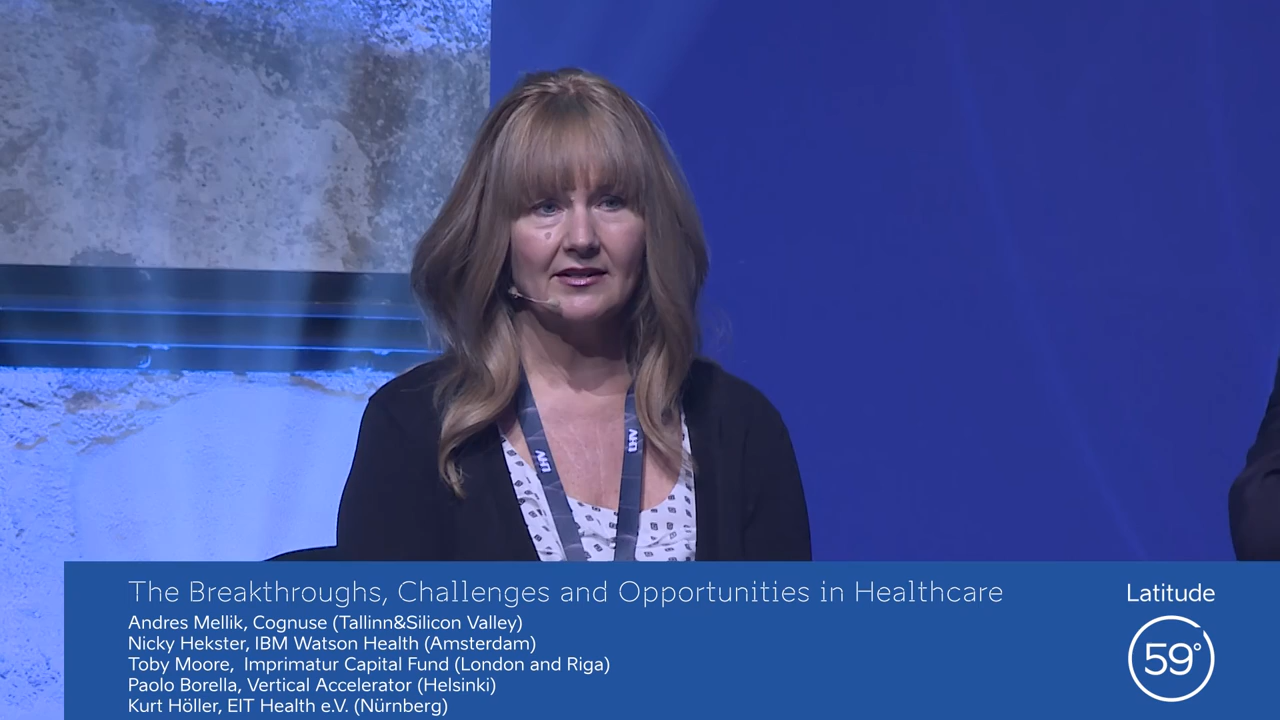 LHV
LHV
The Breakthroughs, Challenges and Opportunities in Healthcare
Andres Mellik, Cognuse (Tallinn&Silicon Valley)
Nicky Hekster, IBM Watson Health (Amsterdam)
Toby Moore, Imprimatur Capital Fund (London and Riga)
Paolo Borella, Vertical Accelerator (Helsinki)
Kurt Höller, EIT Health e.V. (Nürnberg)
Latitude
59°